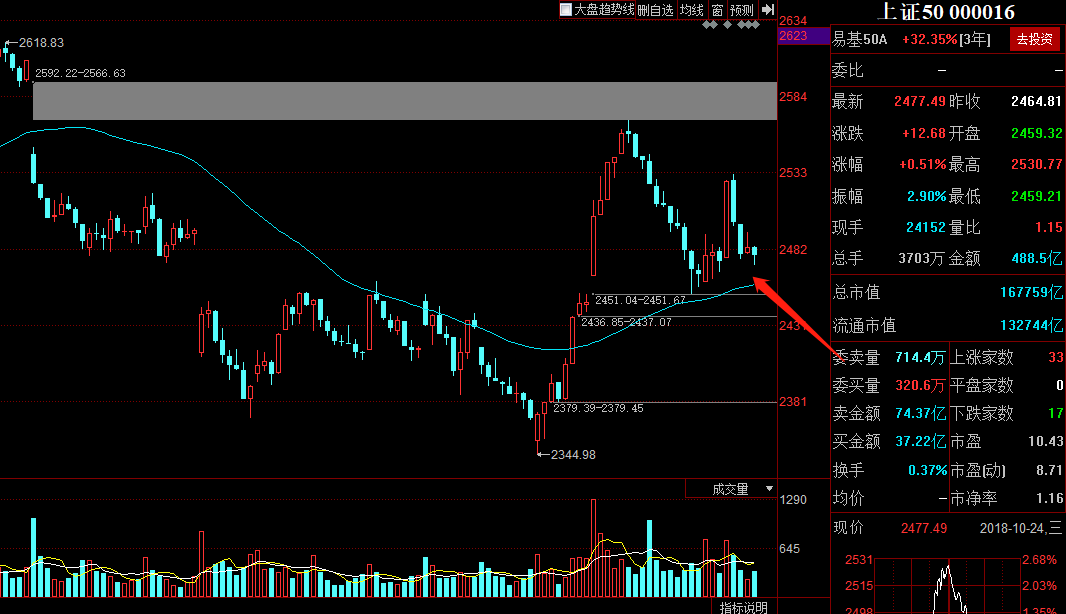 大盘趋势线 删自选 均线 窗 预测
上证50 000016
2634
2623
2618.83
易基50A +32.35%[3年] 去投资
2592.22-2566.63
委比 — —
2584
最新 2477.49 昨收 2464.81
涨跌 +12.68 开盘 2459.32
涨幅 +0.51% 最高 2530.77
2533
振幅 2.90% 最低 2459.21
现手 24152 量比 1.15
2482
总手 3703万 金额 488.5亿
总市值 167759亿
2451.04-2451.67
2436.85-2437.07
流通市值 132744亿
委卖量 714.4万 上涨家数 33
委买量 320.6万 平盘家数 0
2381
2379.39-2379.45
卖金额 74.37亿 下跌家数 17
买金额 37.22亿 市盈 10.43
2344.98
换手 0.37% 市盈(动) 8.71
成交量
1290
均价 — 市净率 1.16
现价 2477.49 2018-10-24,三
645
2531 2.68%
2515 2.03%
2498 1.35%
指标说明